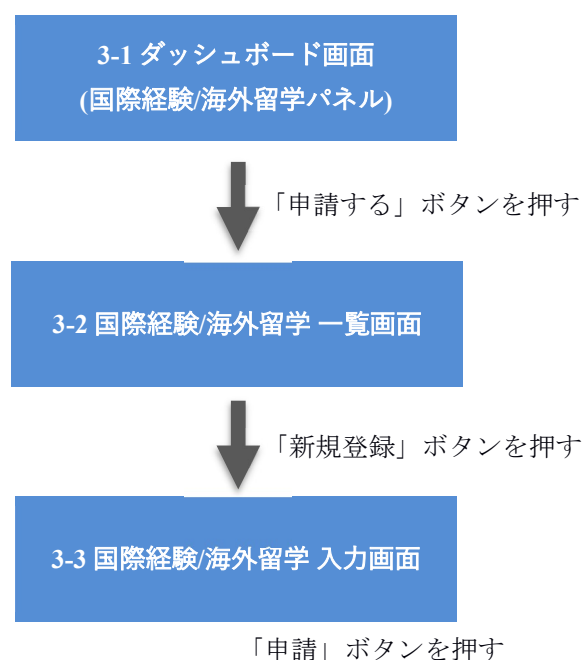 3-1 ダッシュボード画面
(国際経験/海外留学パネル)
「申請する」ボタンを押す
3-2 国際経験/海外留学 一覧画面
「新規登録」ボタンを押す
3-3 国際経験/海外留学 入力画面
「申請」ボタンを押す